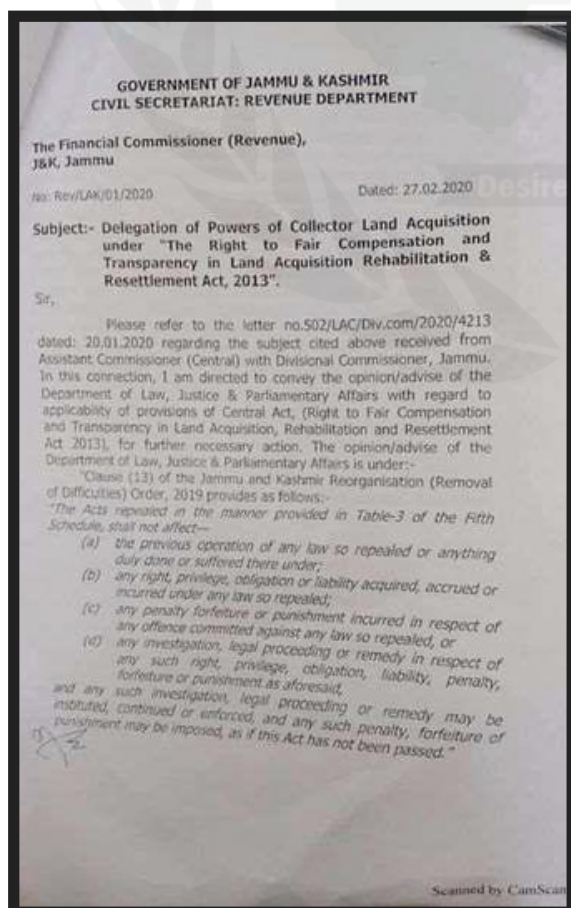 GOVERNMENT OF JAMMU & KASHMIR
CIVIL SECRETARIAT: REVENUE DEPARTMENT
The Financial Commissioner (Revenue),
J&K, Jammu
No: Rev/LAK/01/2020 Dated: 27.02.2020
Subject:- Delegation of Powers of Collector Land Acquisition
under "The Right to Fair Compensation and
Transparency in Land Acquisition Rehabilitation &
Resettlement Act, 2013".
Sir,
Please refer to the letter no.502/LAC/Div.com/2020/4213
dated: 20.01.2020 regarding the subject cited above received from
Assistant Commissioner (Central) with Divisional Commissioner, Jammu.
In this connection, I am directed to convey the opinion/advise of the
Department of Law, Justice & Parliamentary Affairs with regard to
applicability of provisions of Central Act, (Right to Fair Compensation
and Transparency in Land Acquisition, Rehabilitation and Resettlement
Act 2013), for further necessary action. The opinion/advise of the
Department of Law, Justice & Parliamentary Affairs is under:-
"Clause (13) of the Jammu and Kashmir Reorganisation (Removal
of Difficulties) Order, 2019 provides as follows:-
"The Acts repealed in the manner provided in Table-3 of the Fifth
Schedule, shall not affect—
(a) the previous operation of any law so repealed or anything
duly done or suffered there under;
(b) any right, privilege, obligation or liability acquired, accrued or
incurred under any law so repealed;
(c) any penalty forfeiture or punishment incurred in respect of
any offence committed against any law so repealed, or
(d) any investigation, legal proceeding or remedy in respect of
any such right, privilege, obligation, liability, penalty,
forfeiture or punishment as aforesaid,
and any such investigation, legal proceeding or remedy may be
instituted, continued or enforced, and any such penalty, forfeiture of
punishment may be imposed, as if this Act has not been passed."
Scanned by CamScan